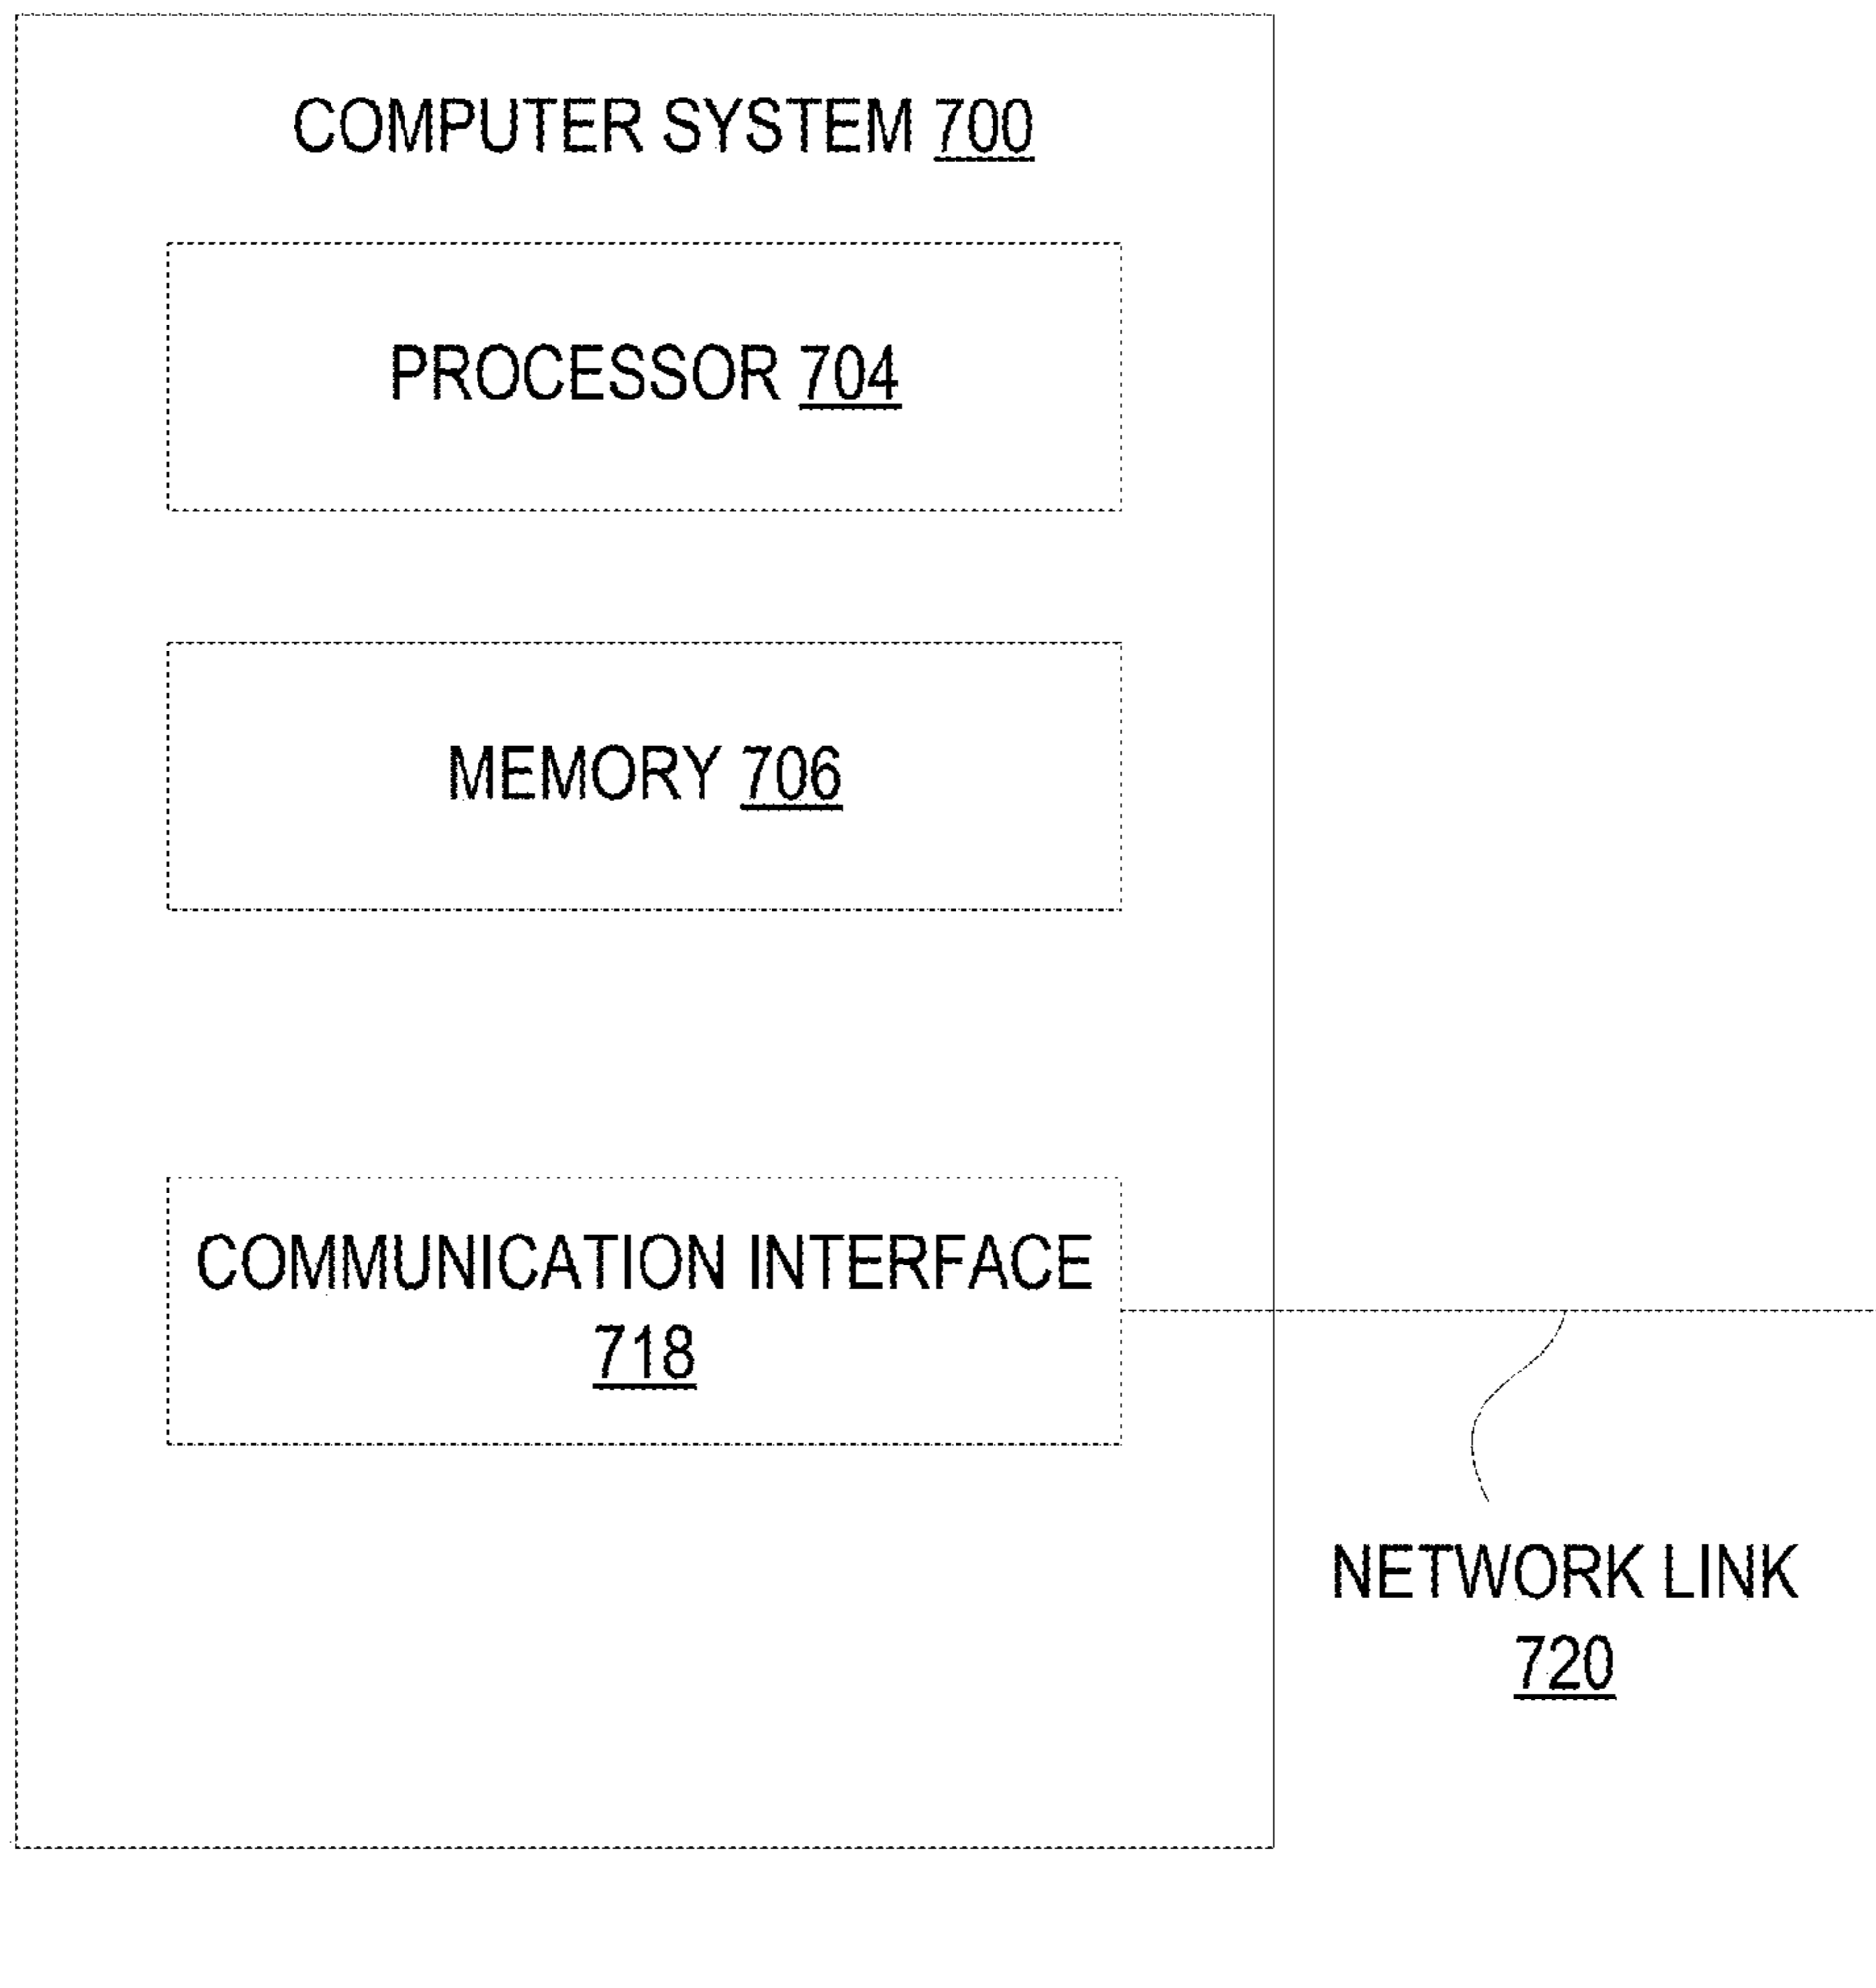 COMPUTER SYSTEM 700
PROCESSOR 704
MEMORY 706
COMMUNICATION INTERFACE
718
NETWORK LINK
720